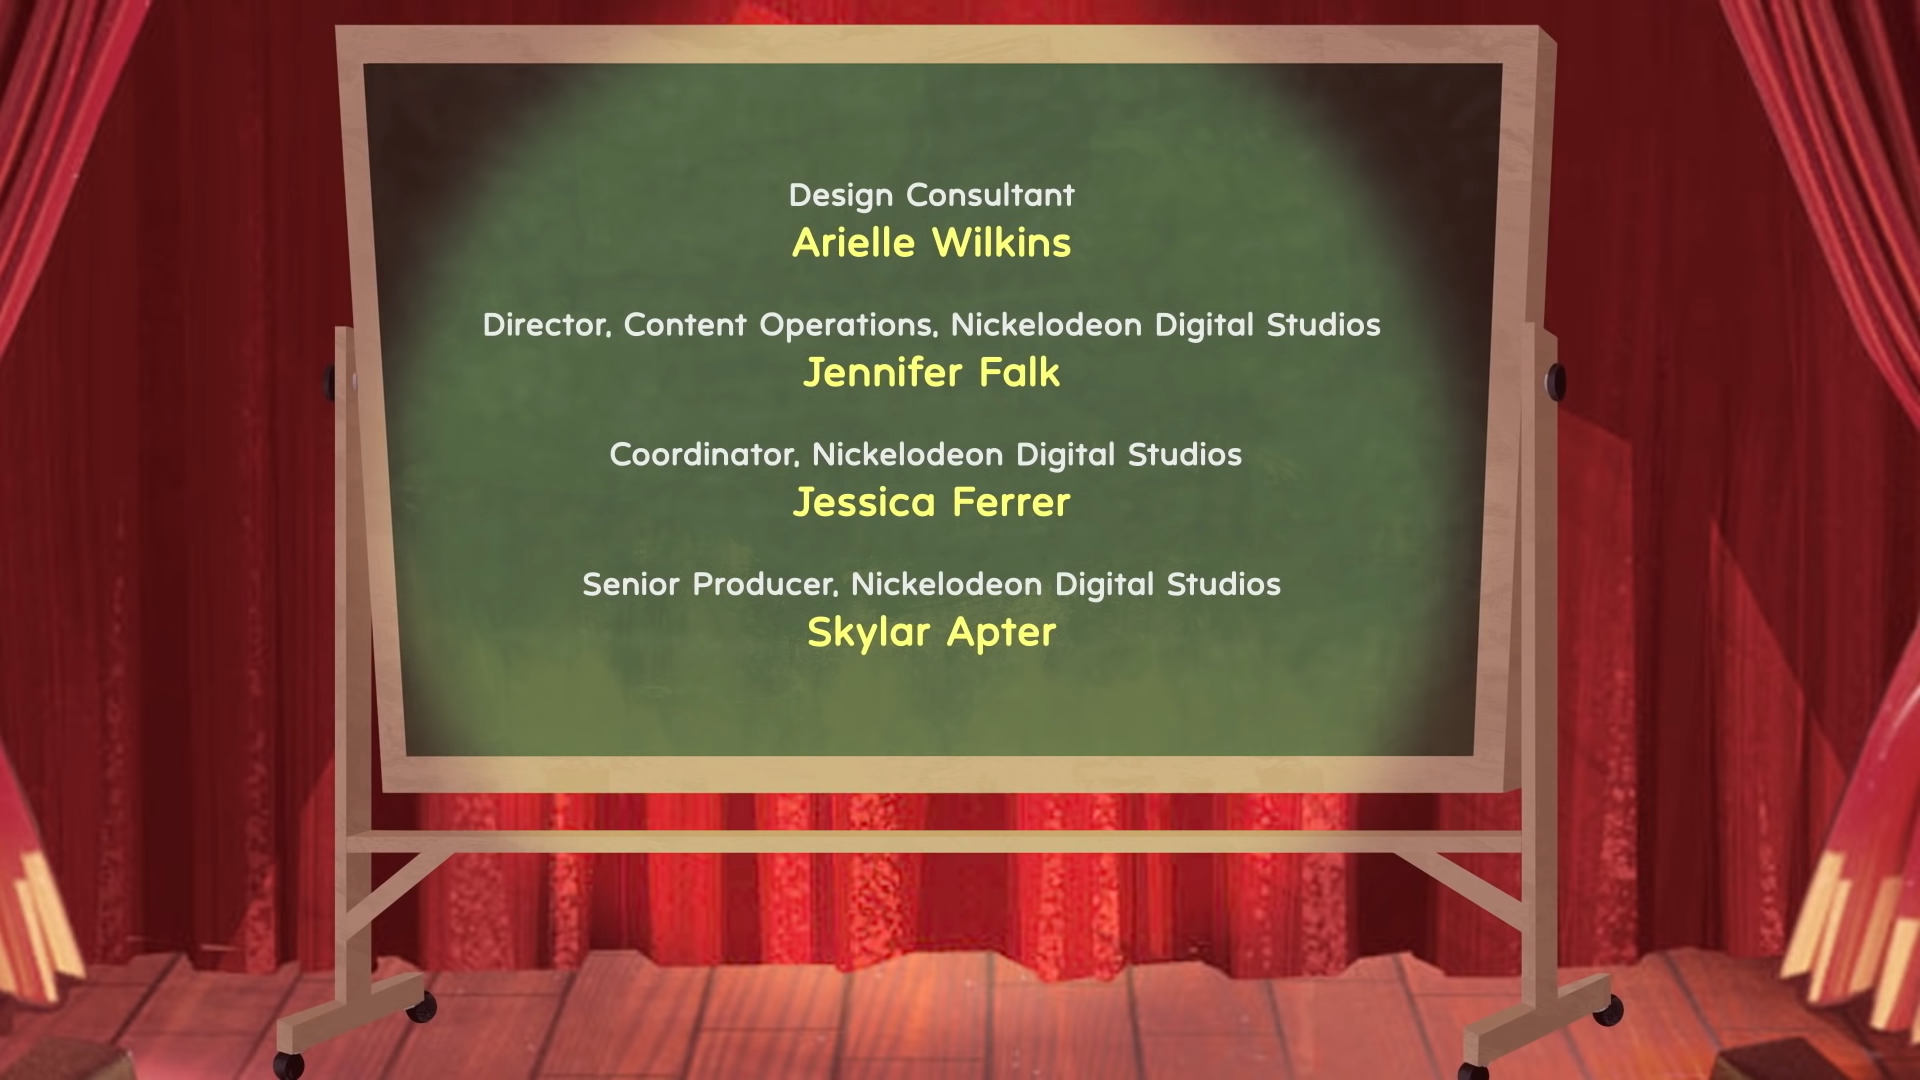 Design Consultant
Arielle Wilkins
Director, Content Operations, Nickelodeon Digital Studios
Jennifer Falk
Coordinator, Nickelodeon Digital Studios
Jessica Ferrer
Senior Producer, Nickelodeon Digital Studios
Skylar Apter